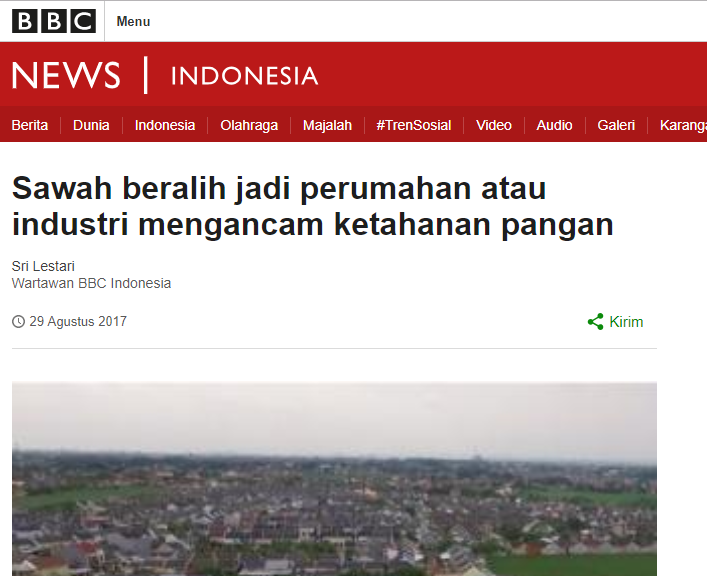 BBC Menu
NEWS INDONESIA
Berita Dunia Indonesia Olahraga Majalah #TrenSosial Video Audio Galeri
Sawah beralih jadi perumahan atau
industri mengancam ketahanan pangan
Sri Lestari
Wartawan BBC Indonesia
29 Agustus 2017 Kirim